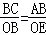 BC/OB = AB/OE